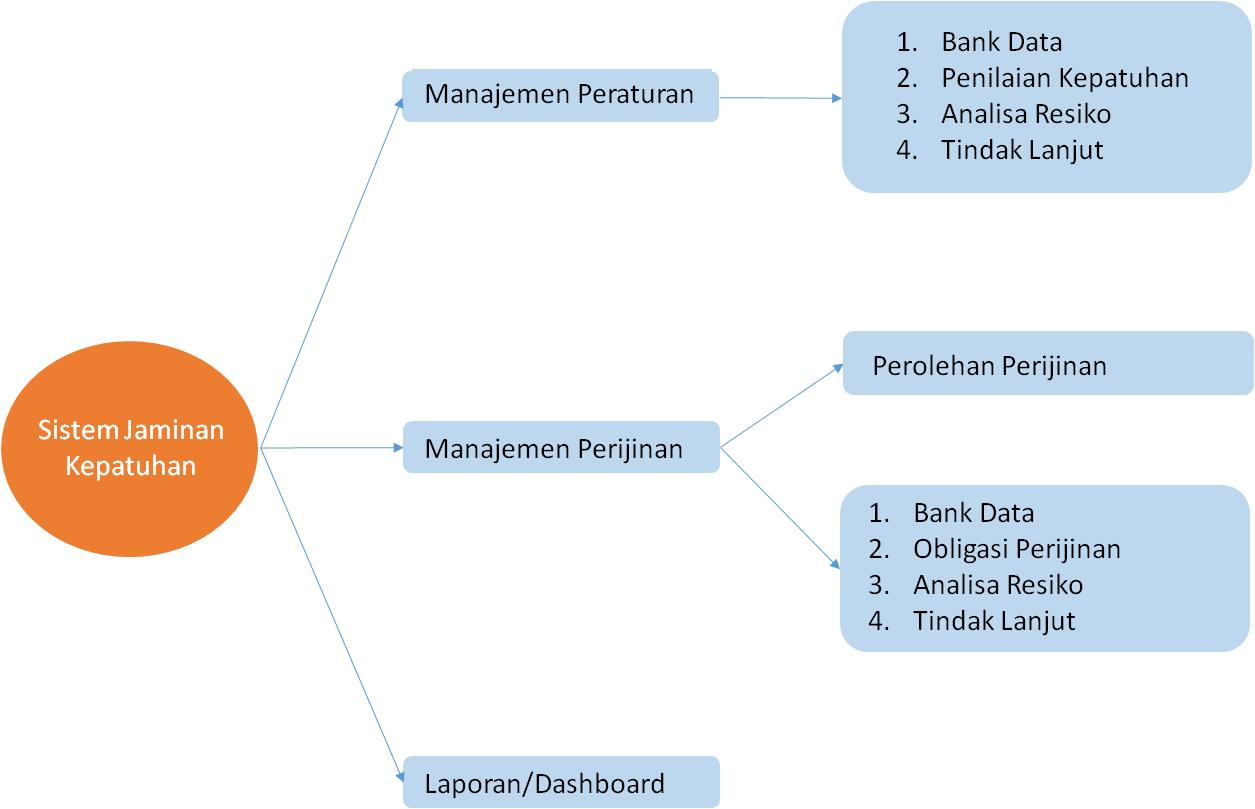 Sistem Jaminan
Kepatuhan
Manajemen Peraturan
1. Bank Data
2. Penilaian Kepatuhan
3. Analisa Resiko
4. Tindak Lanjut
Manajemen Perijinan
Perolehan Perijinan
1. Bank Data
2. Obligasi Perijinan
3. Analisa Resiko
4. Tindak Lanjut
Laporan/Dashboard